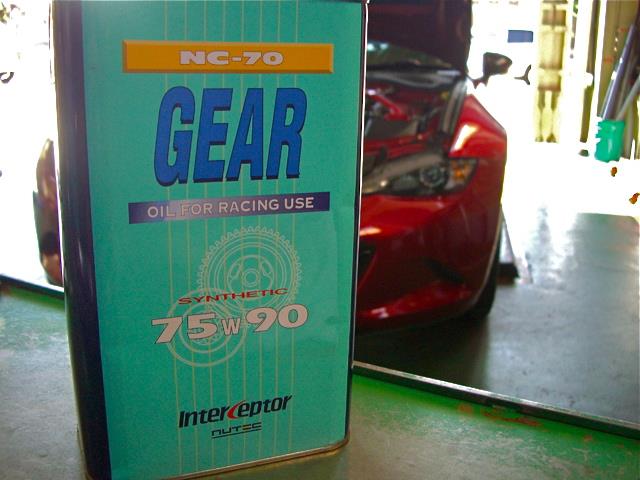 NC-70
GEAR
OIL FOR RACING USE
SYNTHETIC
75W90
Interceptor
NUTEC